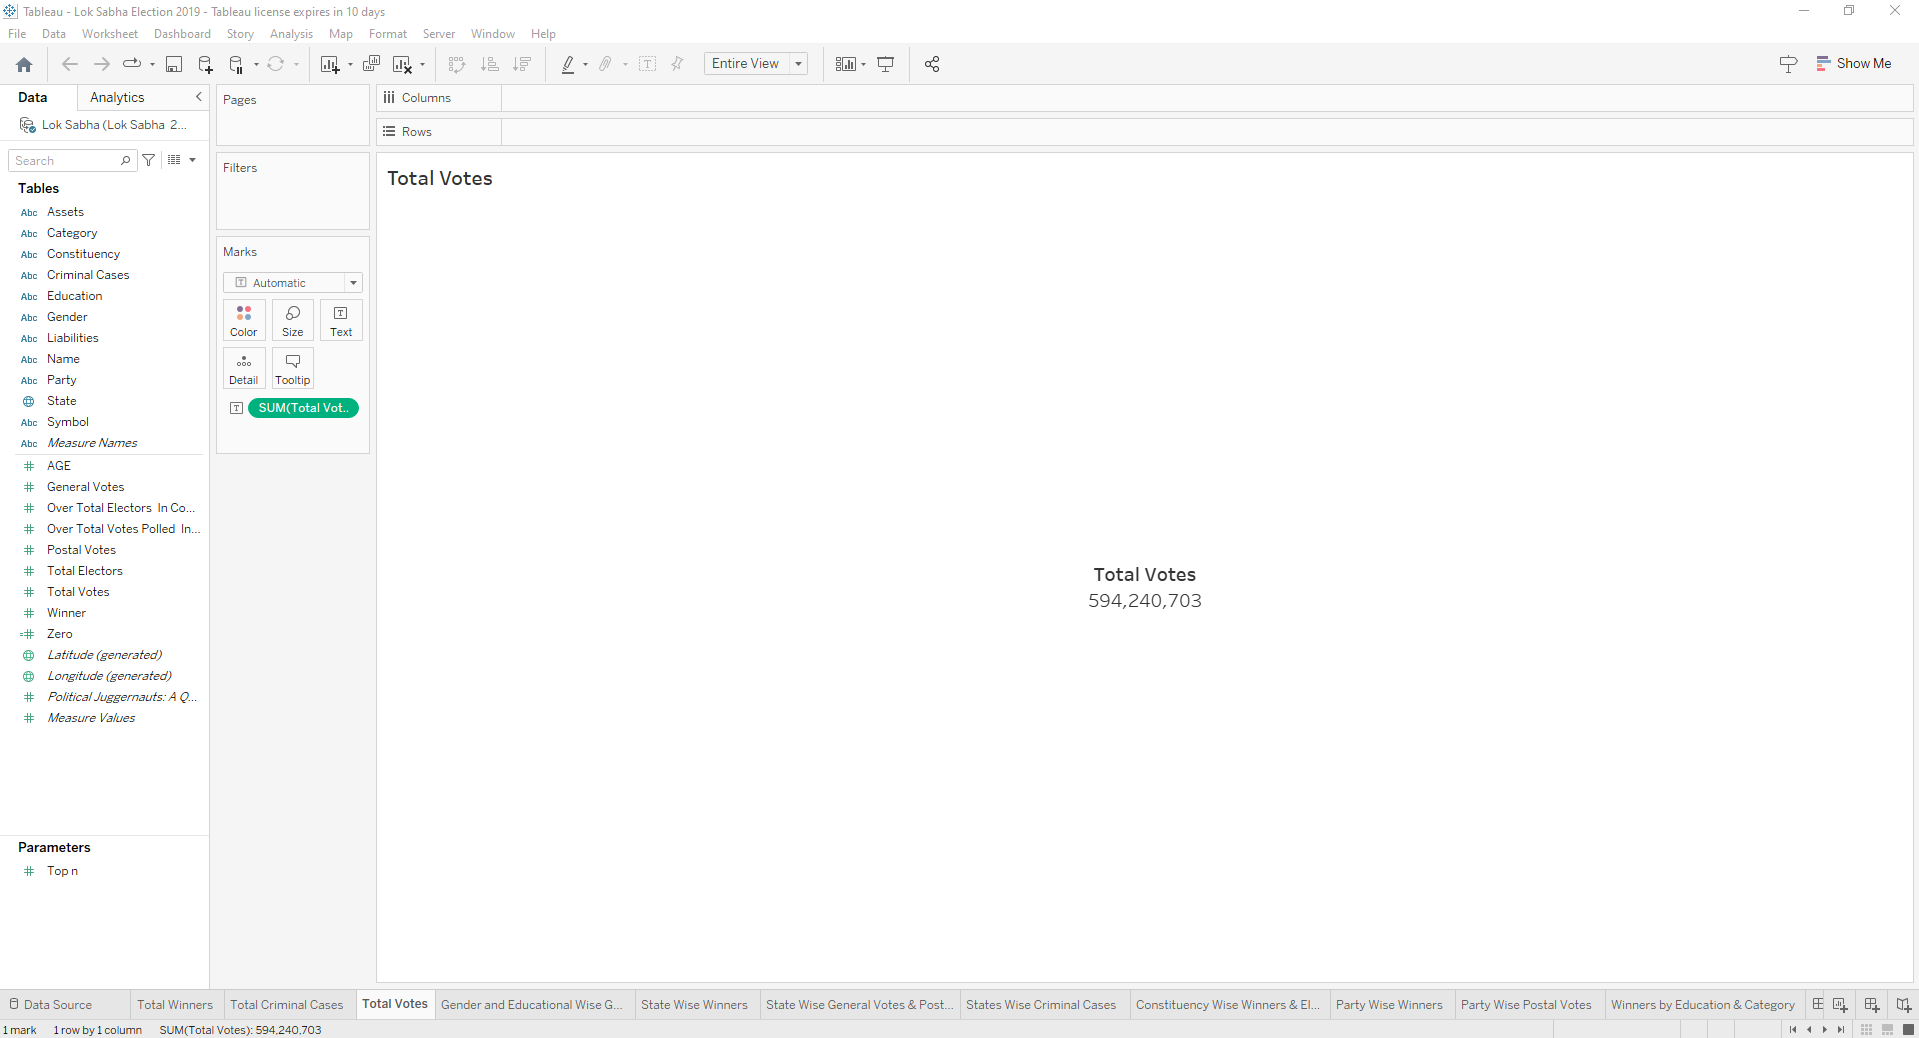 Tableau - Lok Sabha Election 2019 - Tableau license expires in 10 days
File Data Worksheet Dashboard Story Analysis Map Format Server Window Help
Entire View
Show Me
Data Analytics
Lok Sabha (Lok Sabha 2...
Search
Tables
Abc Assets
Abc Category
Abc Constituency
Abc Criminal Cases
Abc Education
Abc Gender
Abc Liabilities
Abc Name
Abc Party
State
Abc Symbol
Abc Measure Names
# AGE
# General Votes
# Over Total Electors In Co...
# Over Total Votes Polled In...
# Postal Votes
# Total Electors
# Total Votes
# Winner
=# Zero
Latitude (generated)
Longitude (generated)
# Political Juggernauts: A Q...
# Measure Values
Parameters
# Top n
Pages
Filters
Marks
T Automatic
Color Size T Text
Detail Tooltip
T SUM(Total Vot..
Columns
Rows
Total Votes
Total Votes
594,240,703
Data Source Total Winners Total Criminal Cases Total Votes Gender and Educational Wise G... State Wise Winners State Wise General Votes & Post... States Wise Criminal Cases Constituency Wise Winners & El... Party Wise Winners Party Wise Postal Votes Winners by Education & Category
1 mark 1 row by 1 column SUM(Total Votes): 594,240,703